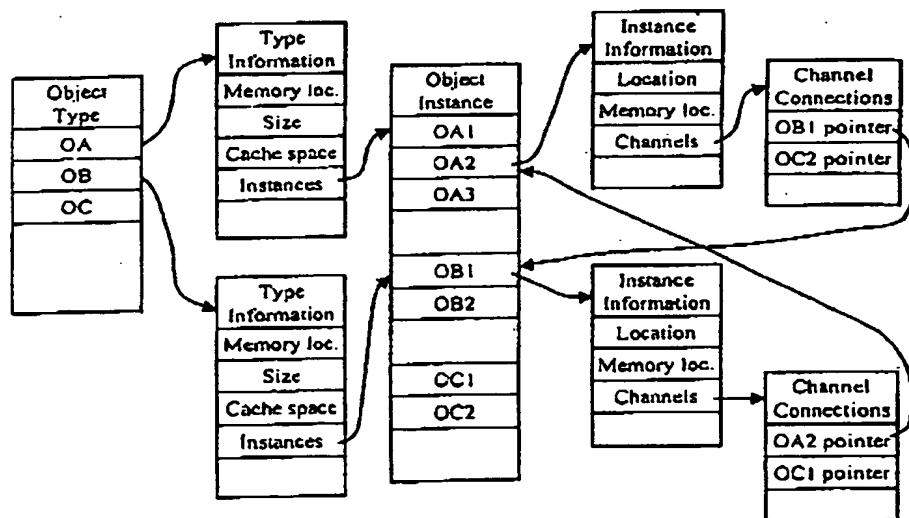 Object
Type
OA
OB
OC
Type
Information
Memory loc.
Size
Cache space
Instances
Type
Information
Memory loc.
Size
Cache space
Instances
Object
Instance
OA1
OA2
OA3
OB1
OB2
OC1
OC2
Instance
Information
Location
Memory loc.
Channels
Instance
Information
Location
Memory loc.
Channels
Channel
Connections
OB1 pointer
OC2 pointer
Channel
Connections
OA2 pointer
OC1 pointer